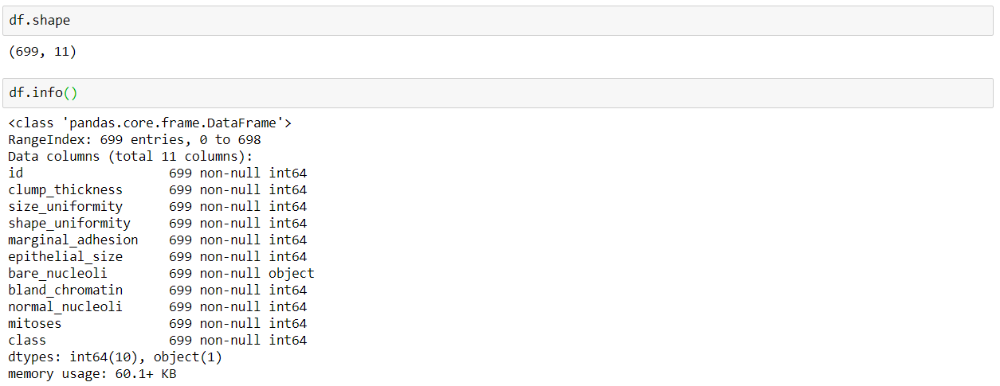 df.shape
(699, 11)
df.info()
<class 'pandas.core.frame.DataFrame'>
RangeIndex: 699 entries, 0 to 698
Data columns (total 11 columns):
id                   699 non-null int64
clump_thickness      699 non-null int64
size_uniformity      699 non-null int64
shape_uniformity     699 non-null int64
marginal_adhesion    699 non-null int64
epithelial_size      699 non-null int64
bare_nucleoli        699 non-null object
bland_chromatin      699 non-null int64
normal_nucleoli      699 non-null int64
mitoses              699 non-null int64
class                699 non-null int64
dtypes: int64(10), object(1)
memory usage: 60.1+ KB